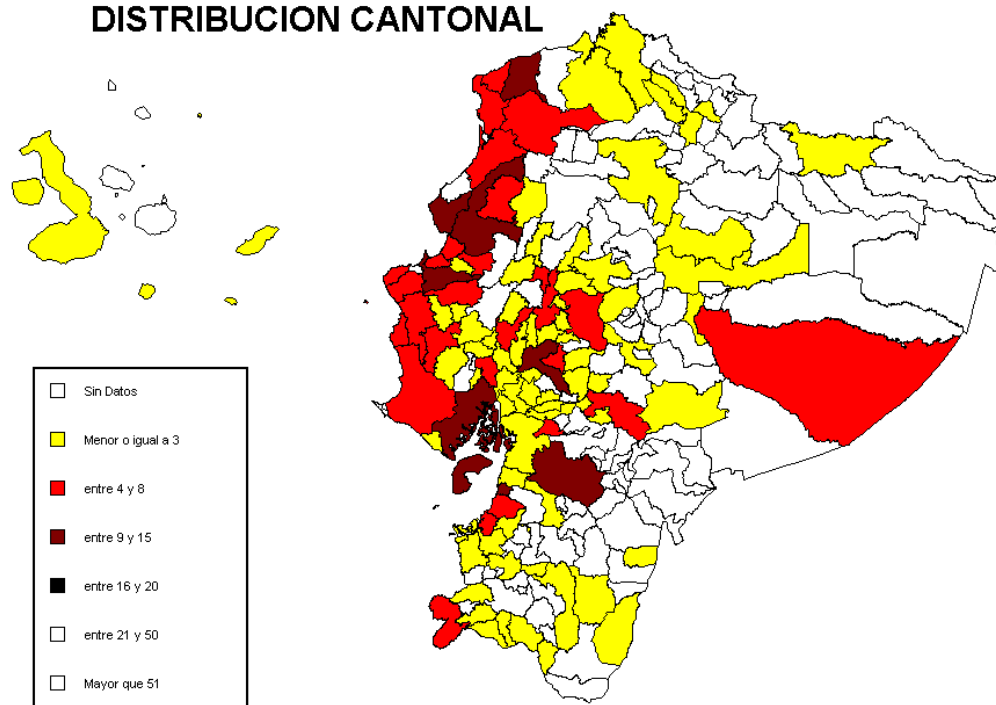 DISTRIBUCION CANTONAL
Sin Datos
Menor o igual a 3
entre 4 y 8
entre 9 y 15
entre 16 y 20
entre 21 y 50
Mayor que 51